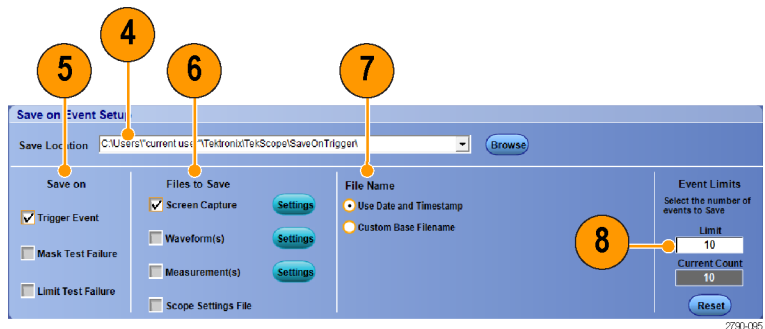 4
5
6
7
Save on Event Setup
Save Location C:\Users\"current user"\Tektronix\TekScope\SaveOnTrigger\ Browse
Save on
Trigger Event
Mask Test Failure
Limit Test Failure
Files to Save
Screen Capture Settings
Waveform(s) Settings
Measurement(s) Settings
Scope Settings File
File Name
Use Date and Timestamp
Custom Base Filename
8
Event Limits
Select the number of
events to Save
Limit
10
Current Count
10
Reset
2790-095